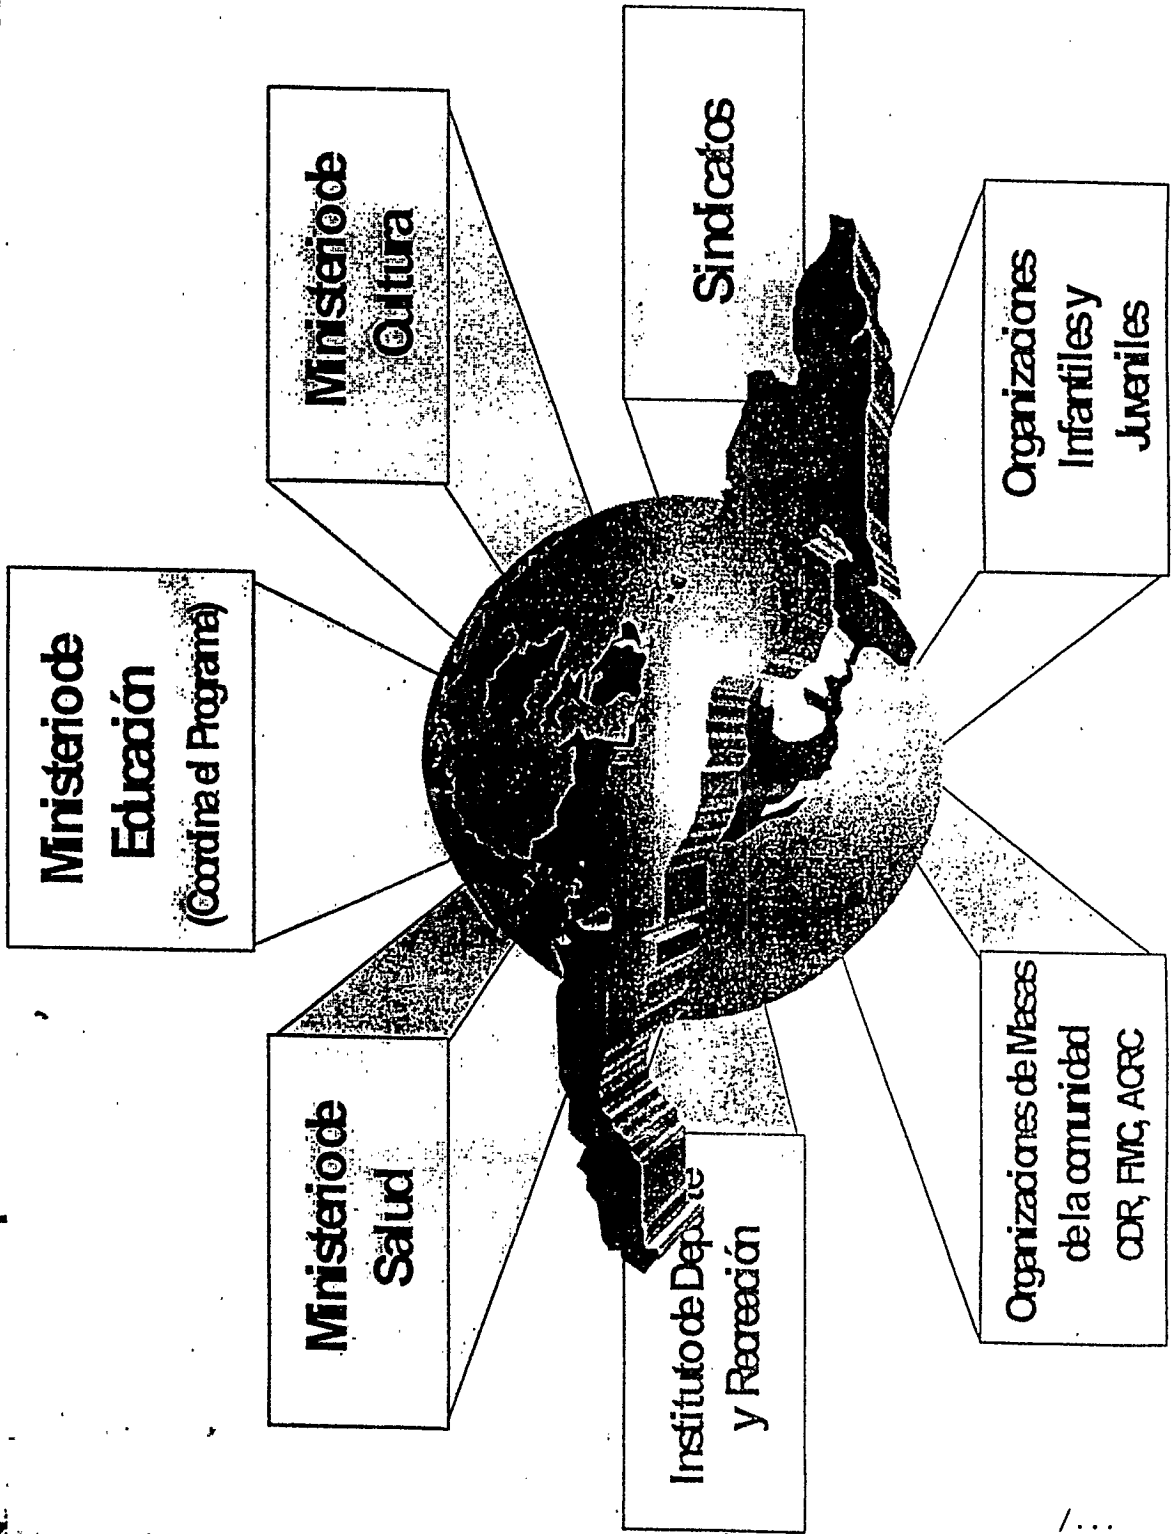 Ministerio de
Educación
(Coordina el Programa)
Ministerio de
Salud
Ministerio de
Cultura
Instituto de Deporte
y Recreación
Sindicatos
Organizaciones de Masas
de la comunidad
CDR, FMC, ACRC
Organizaciones
Infantiles y
Juveniles
/...